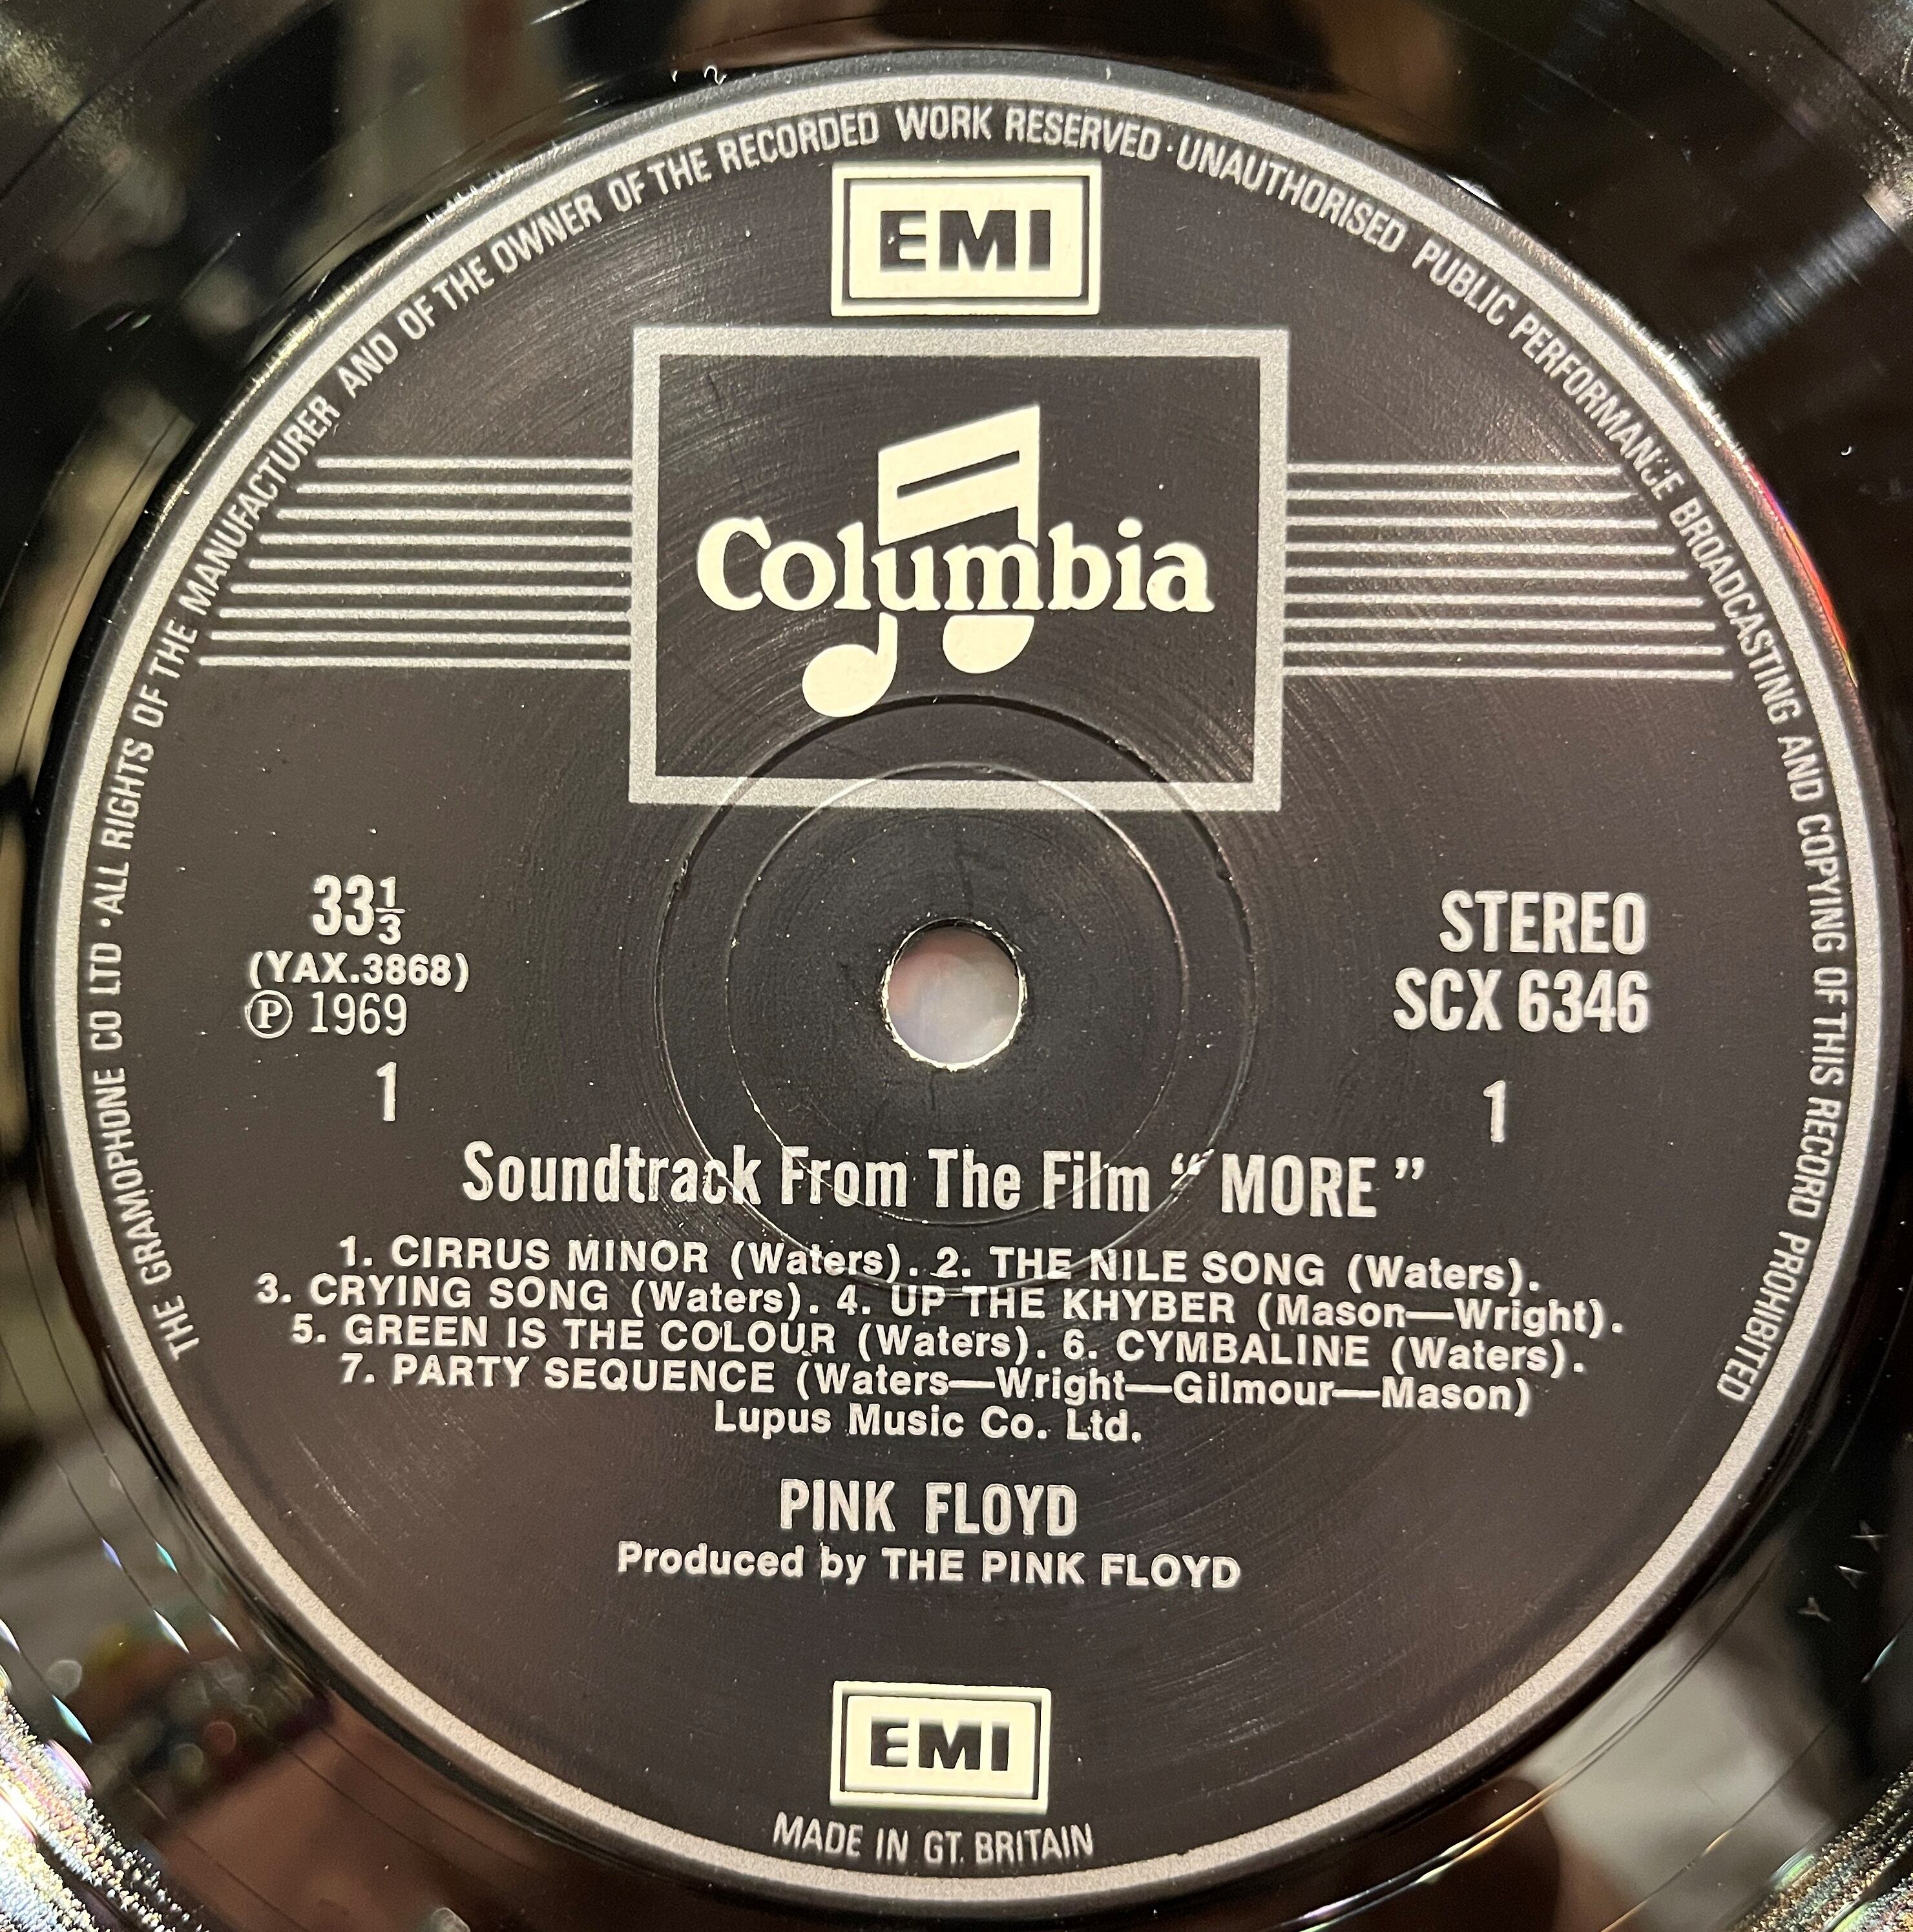 THE GRAMOPHONE CO LTD · ALL RIGHTS OF THE MANUFACTURER AND OF THE OWNER OF THE RECORDED WORK RESERVED · UNAUTHORISED PUBLIC PERFORMANCE BROADCASTING AND COPYING OF THIS RECORD PROHIBITED
EMI
Columbia
33⅓
(YAX.3868)
Ⓟ 1969
1
STEREO
SCX 6346
1
Soundtrack From The Film “ MORE ”
1. CIRRUS MINOR (Waters). 2. THE NILE SONG (Waters).
3. CRYING SONG (Waters). 4. UP THE KHYBER (Mason—Wright).
5. GREEN IS THE COLOUR (Waters). 6. CYMBALINE (Waters).
7. PARTY SEQUENCE (Waters—Wright—Gilmour—Mason)
Lupus Music Co. Ltd.
PINK FLOYD
Produced by THE PINK FLOYD
EMI
MADE IN GT. BRITAIN